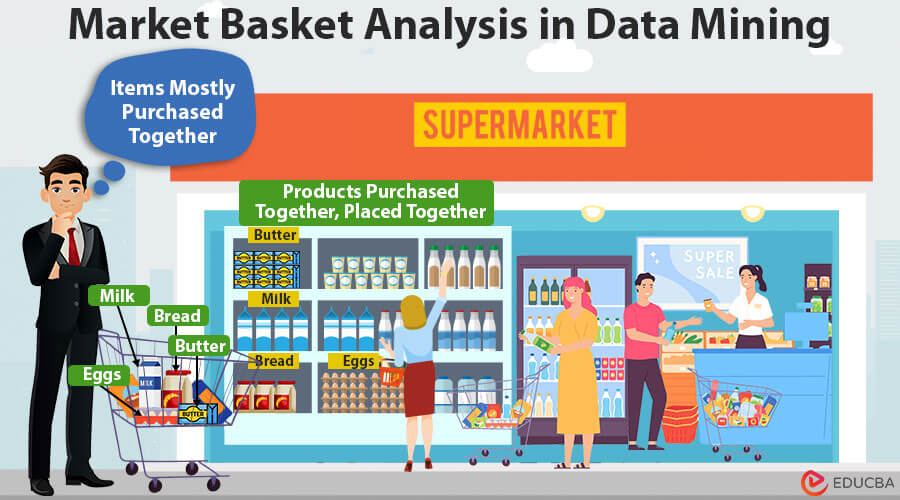 Market Basket Analysis in Data Mining
Items Mostly
Purchased
Together
SUPERMARKET
Products Purchased
Together, Placed Together
Butter
SUPER
SALE
Milk
Milk
Bread
Butter
Bread
Eggs
Eggs
MILK
BUTTER
EDUCBA